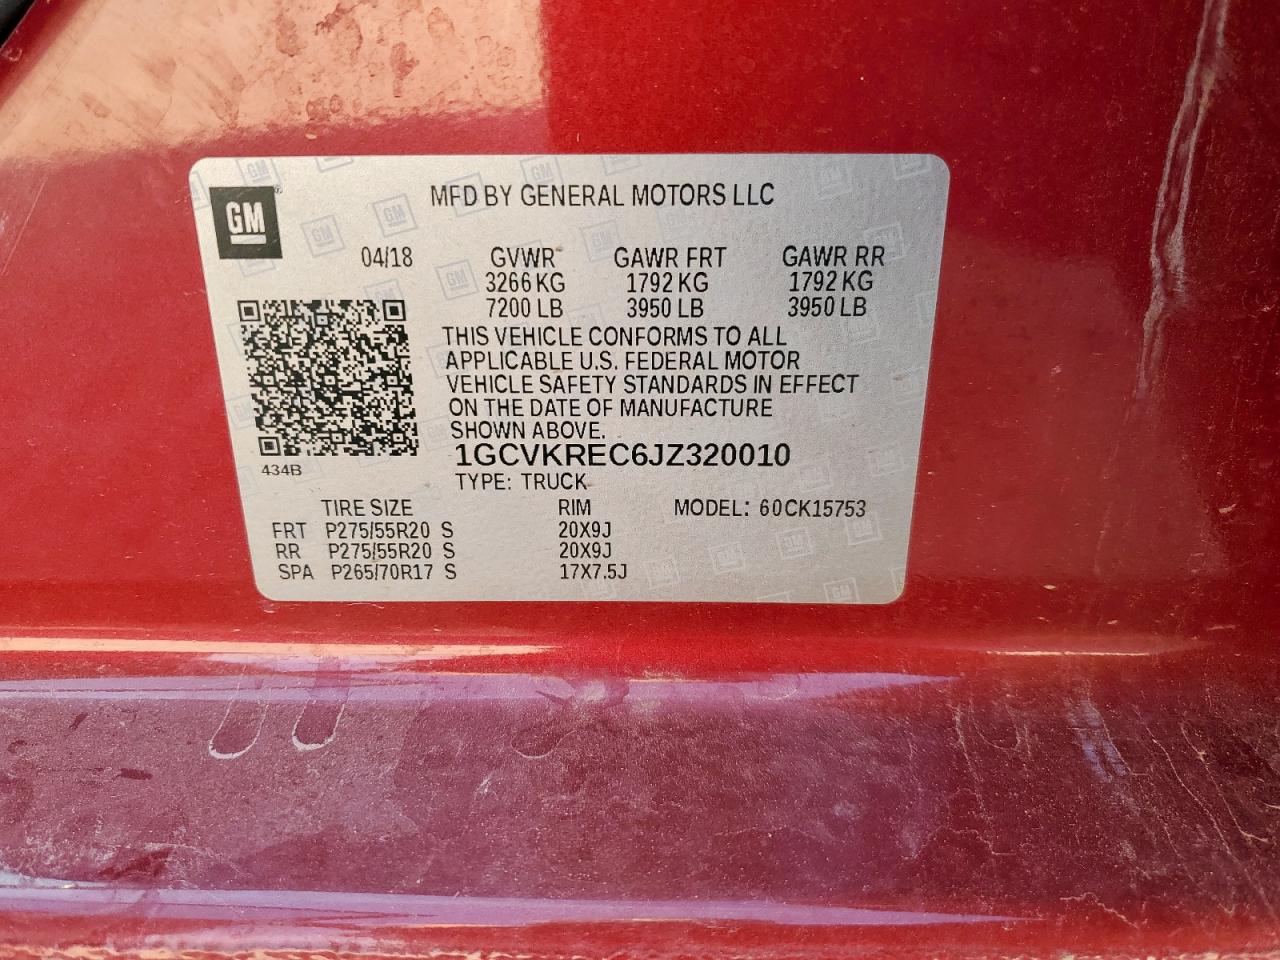 GM
MFD BY GENERAL MOTORS LLC
04/18 GVWR GAWR FRT GAWR RR
3266 KG 1792 KG 1792 KG
7200 LB 3950 LB 3950 LB
THIS VEHICLE CONFORMS TO ALL
APPLICABLE U.S. FEDERAL MOTOR
VEHICLE SAFETY STANDARDS IN EFFECT
ON THE DATE OF MANUFACTURE
SHOWN ABOVE.
434B
1GCVKREC6JZ320010
TYPE: TRUCK
TIRE SIZE RIM MODEL: 60CK15753
FRT P275/55R20 S 20X9J
RR P275/55R20 S 20X9J
SPA P265/70R17 S 17X7.5J